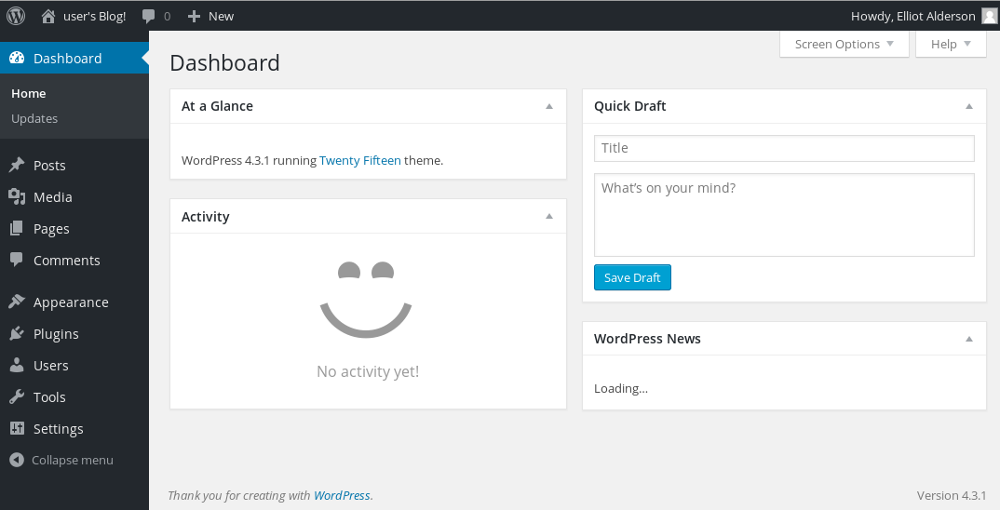 user's Blog! 0 New Howdy, Elliot Alderson
Screen Options Help
Dashboard
Home
Updates
Posts
Media
Pages
Comments
Appearance
Plugins
Users
Tools
Settings
Collapse menu
Dashboard
At a Glance
WordPress 4.3.1 running Twenty Fifteen theme.
Activity
No activity yet!
Quick Draft
Title
What's on your mind?
Save Draft
WordPress News
Loading…
Thank you for creating with WordPress. Version 4.3.1